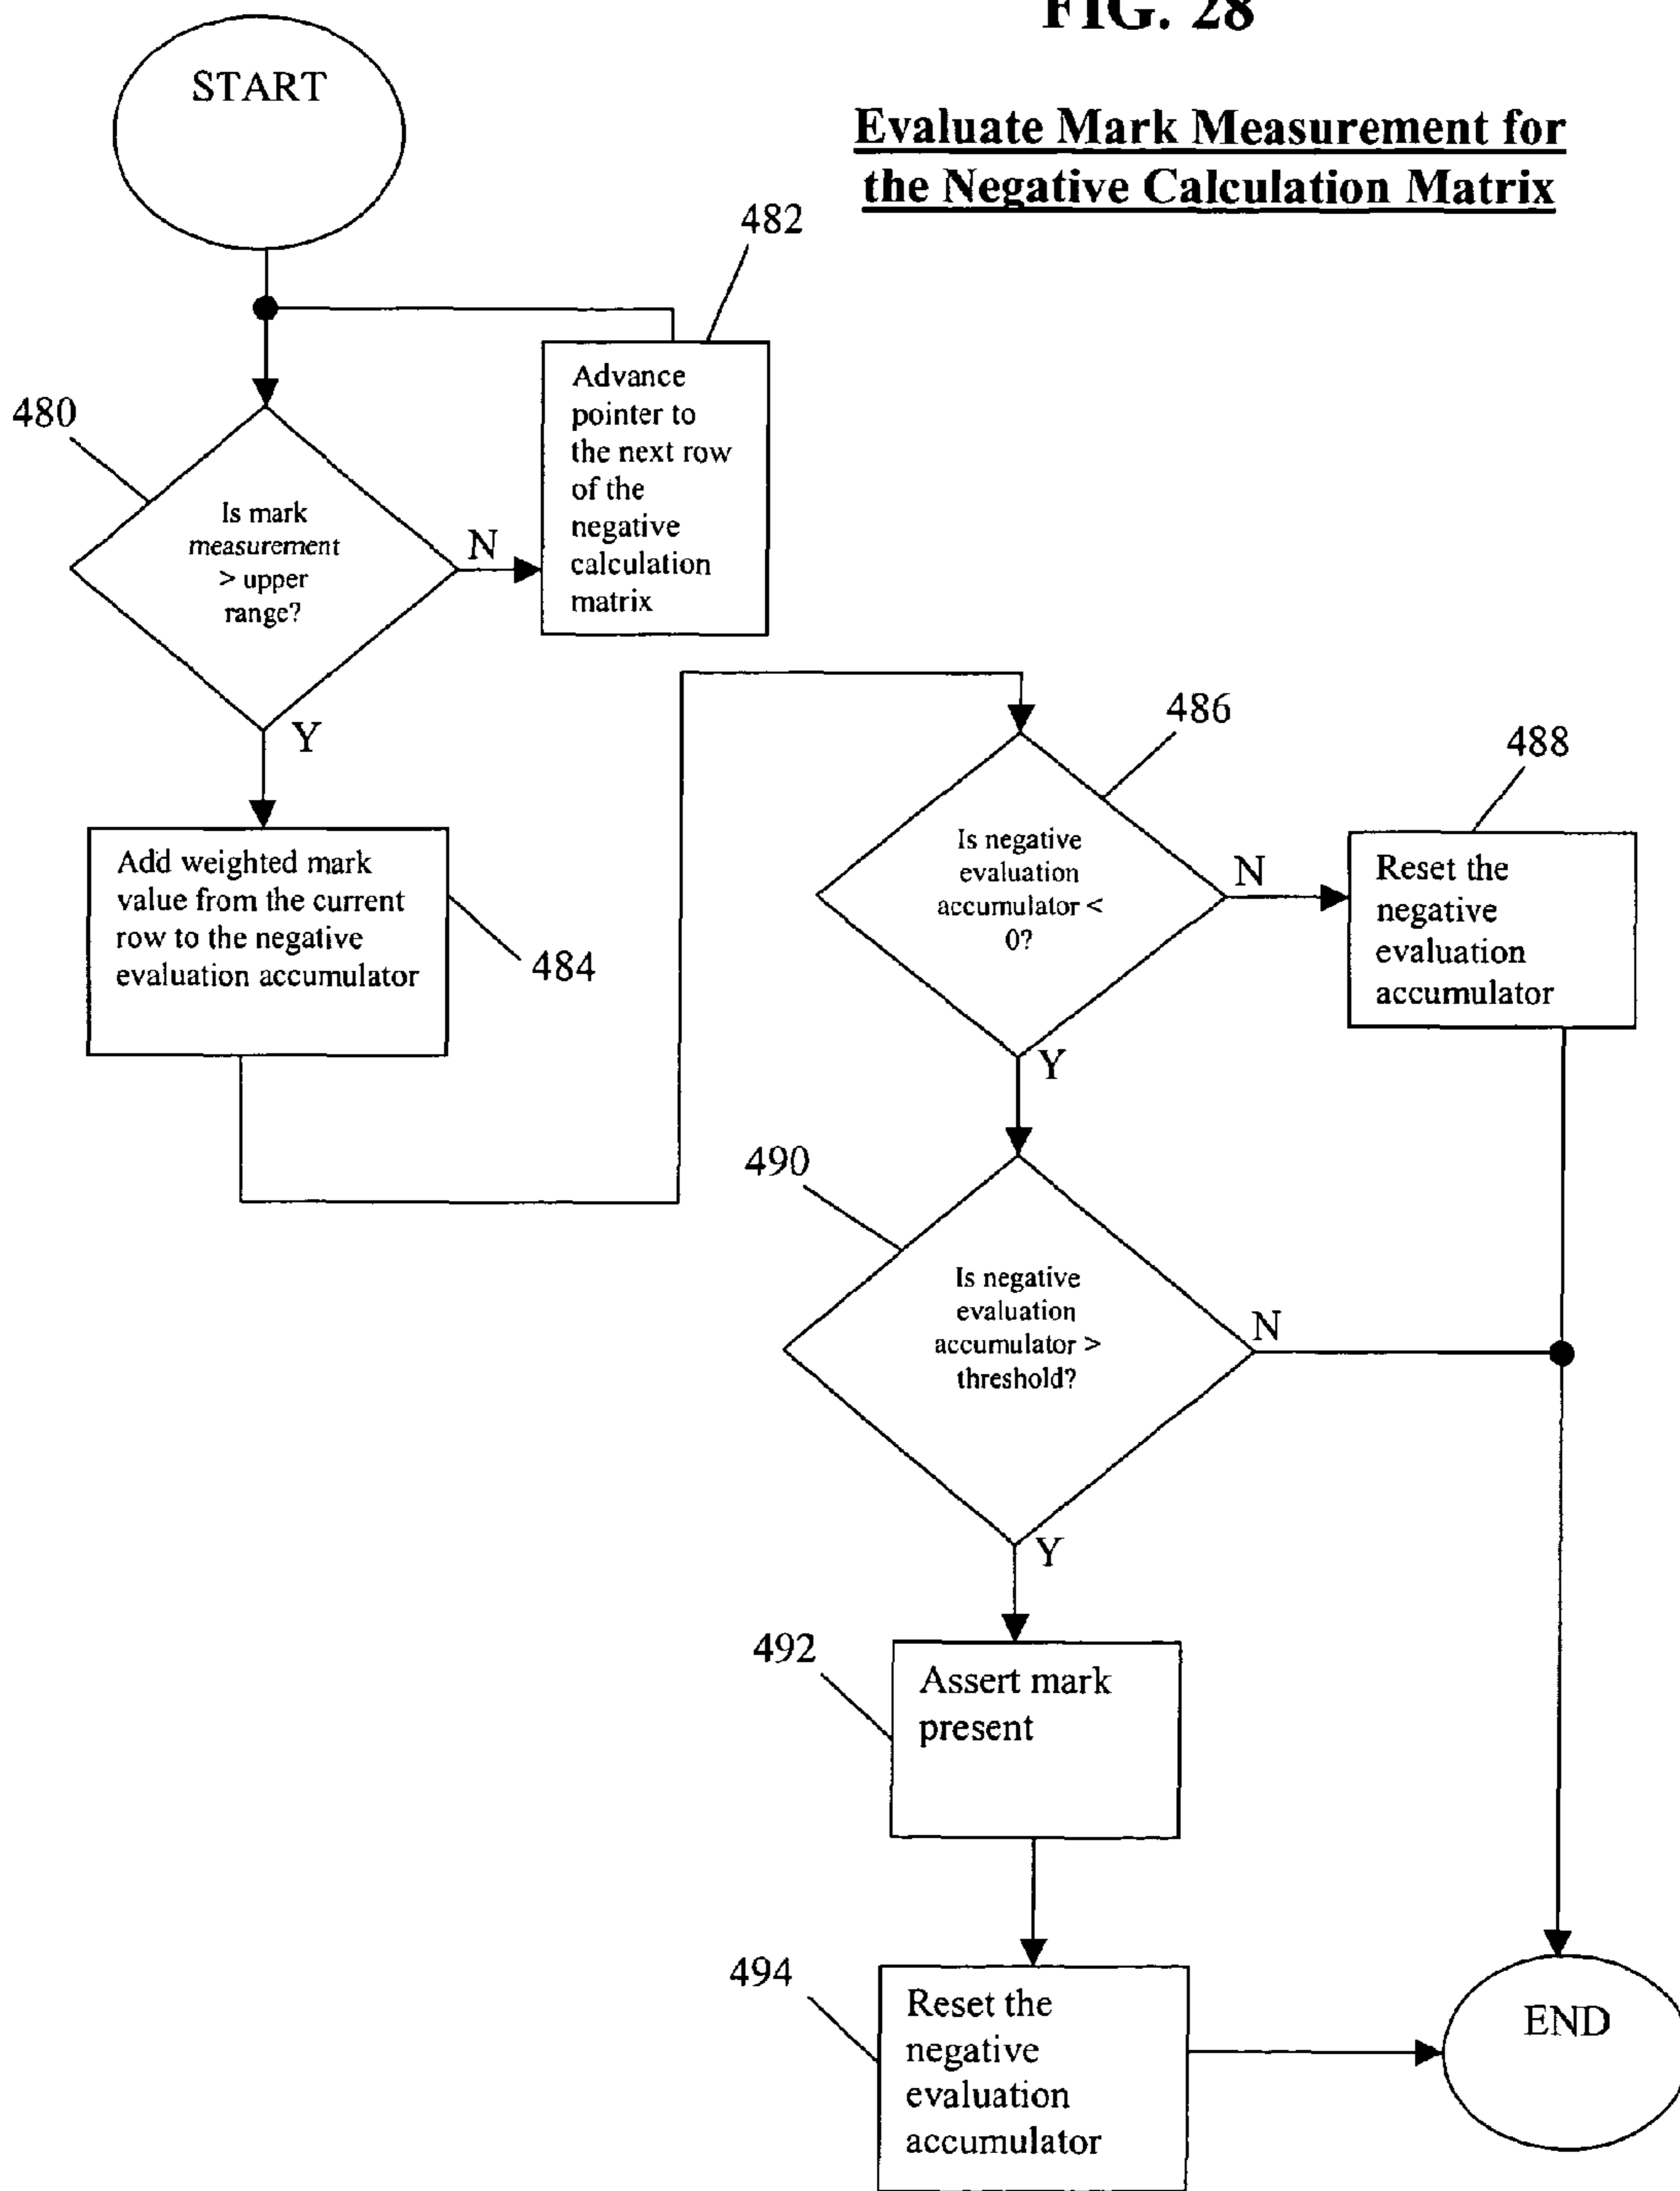 FIG. 28
Evaluate Mark Measurement for
the Negative Calculation Matrix
START
482
Advance
pointer to
the next row
of the
negative
calculation
matrix
480
Is mark
measurement
> upper
range?
N
Y
Add weighted mark
value from the current
row to the negative
evaluation accumulator
484
486
Is negative
evaluation
accumulator <
0?
N
488
Reset the
negative
evaluation
accumulator
Y
490
Is negative
evaluation
accumulator >
threshold?
N
Y
492
Assert mark
present
494
Reset the
negative
evaluation
accumulator
END